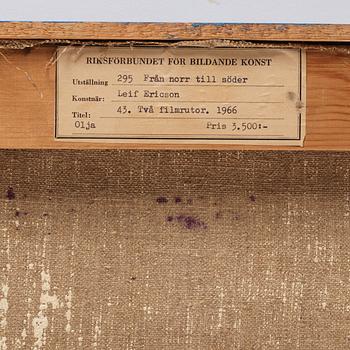 RIKSFÖRBUNDET FÖR BILDANDE KONST
Utställning 295 Från norr till söder
Konstnär: Leif Ericson
Titel: 43. Två filmrutor. 1966
Olja Pris 3.500:-